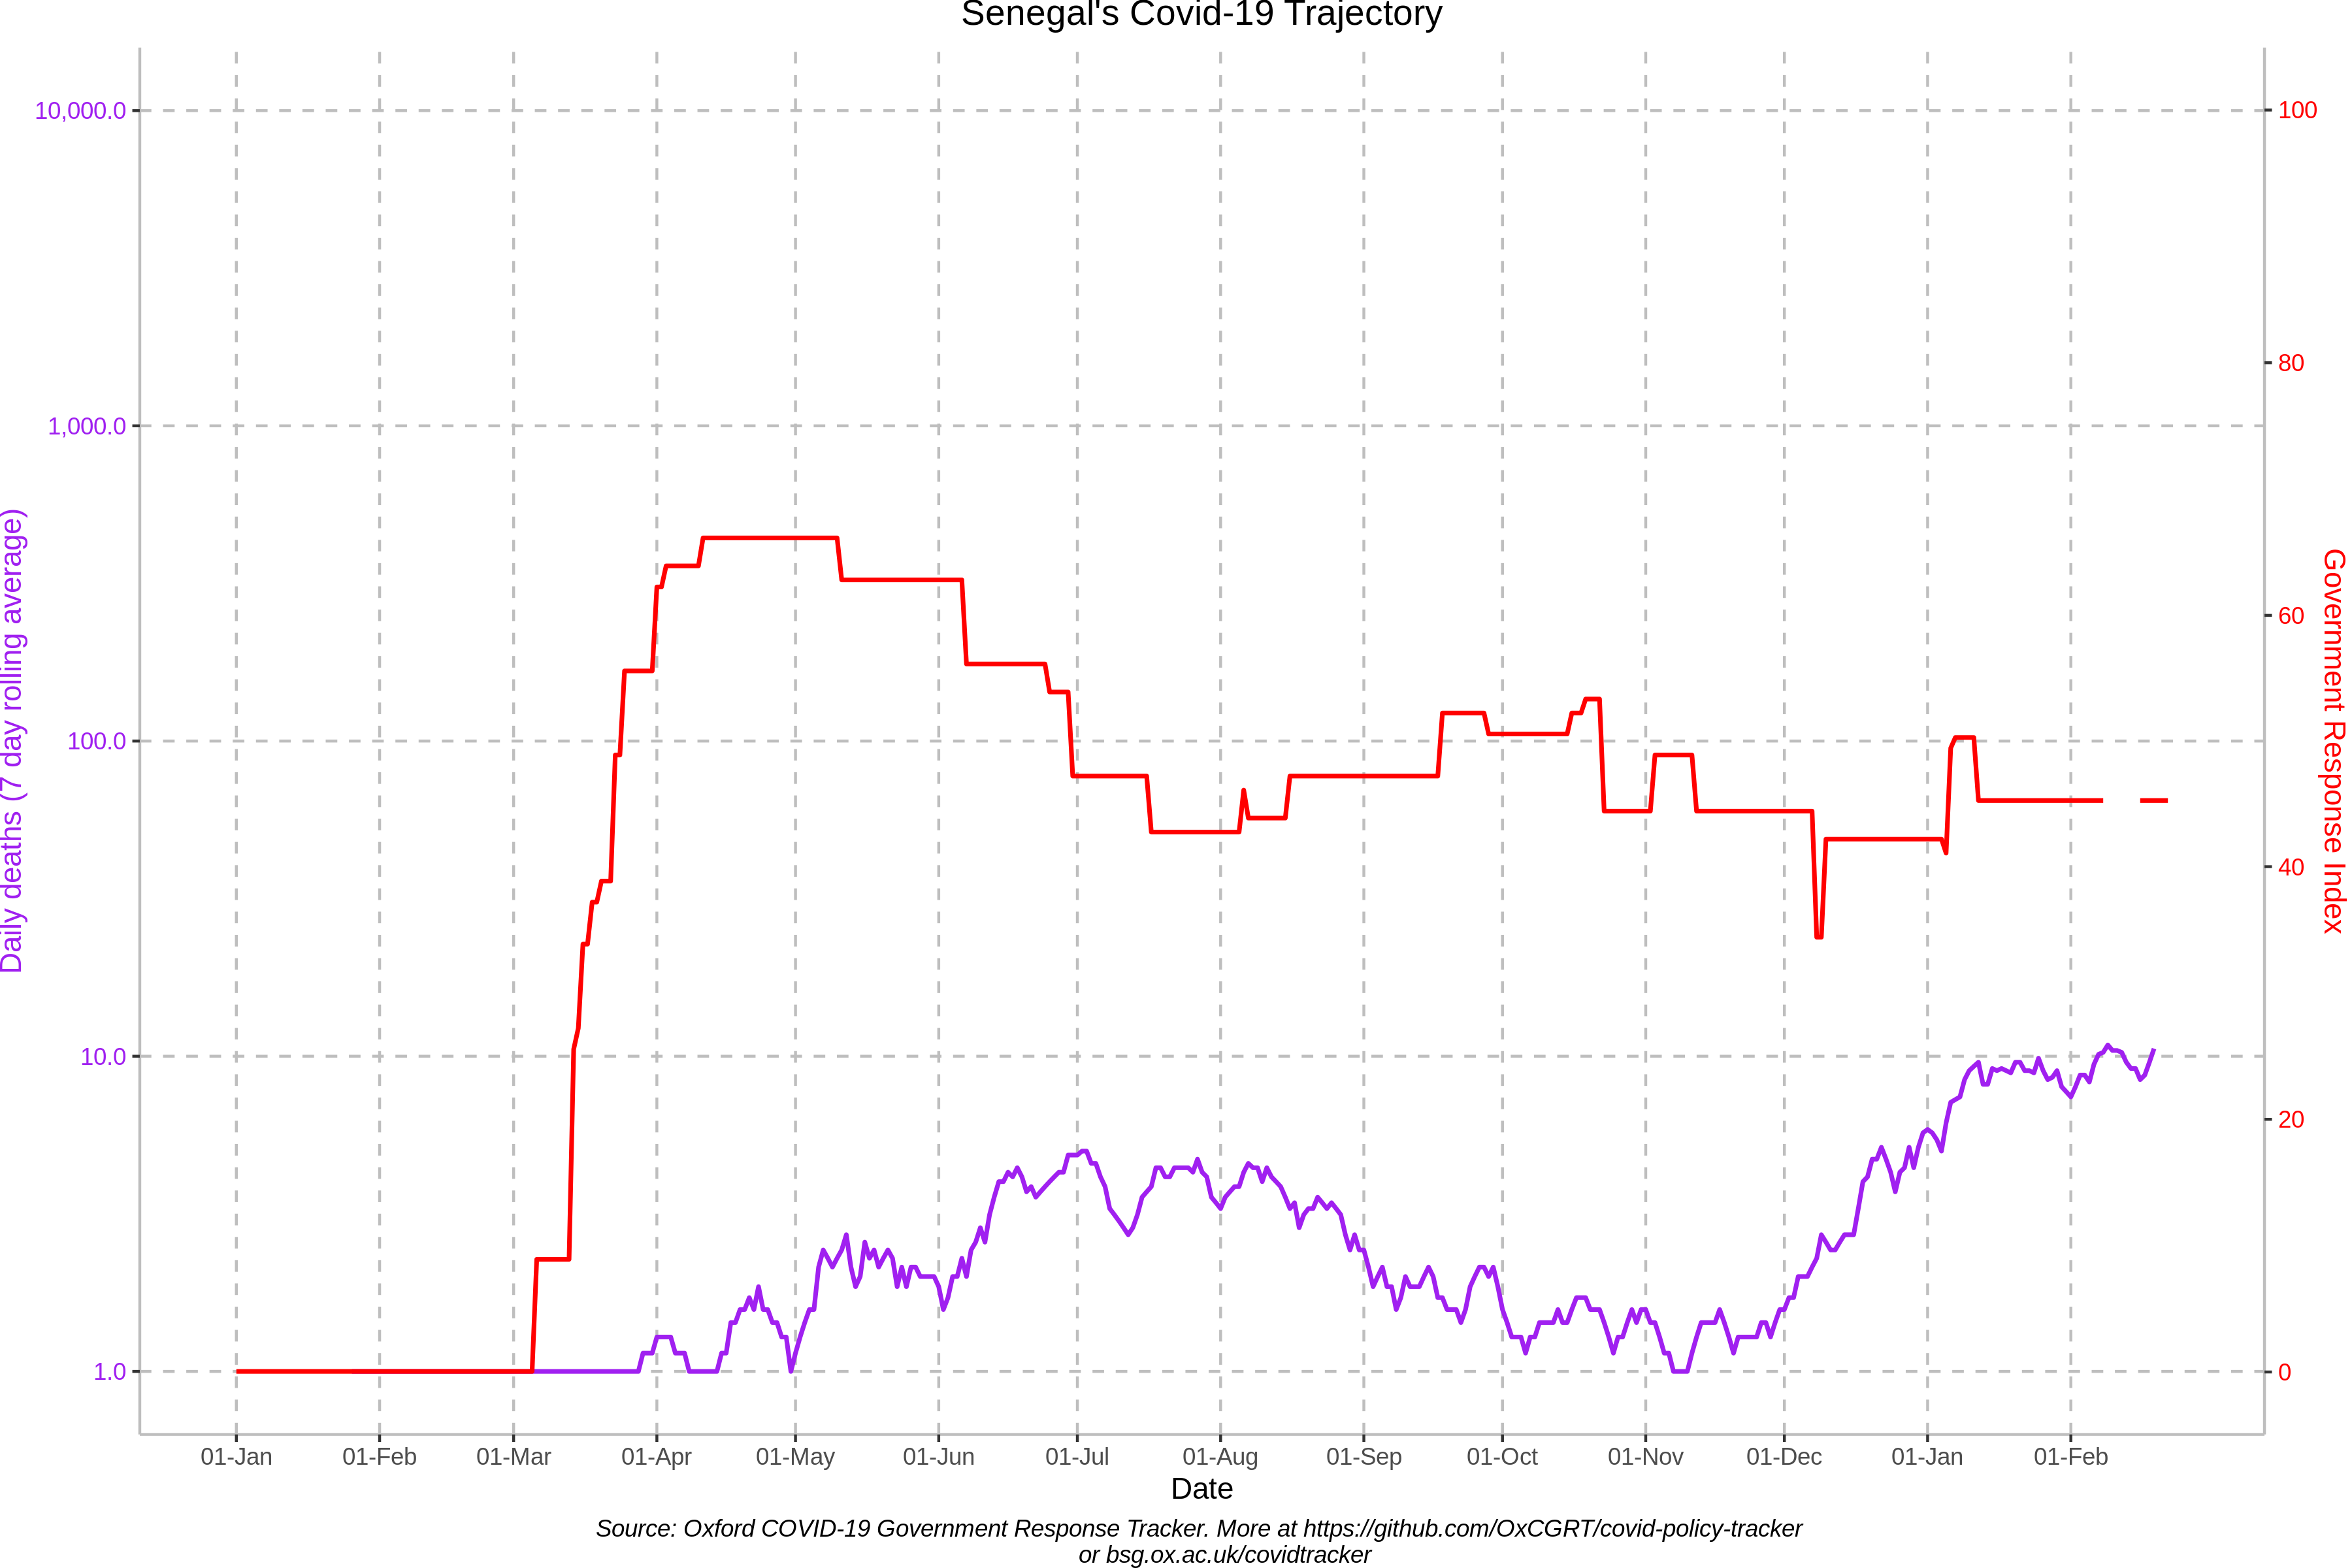 Senegal's Covid-19 Trajectory
10,000.0
1,000.0
100.0
10.0
1.0
Daily deaths (7 day rolling average)
100
80
60
40
20
0
Government Response Index
01-Jan
01-Feb
01-Mar
01-Apr
01-May
01-Jun
01-Jul
01-Aug
01-Sep
01-Oct
01-Nov
01-Dec
01-Jan
01-Feb
Date
Source: Oxford COVID-19 Government Response Tracker. More at https://github.com/OxCGRT/covid-policy-tracker
or bsg.ox.ac.uk/covidtracker